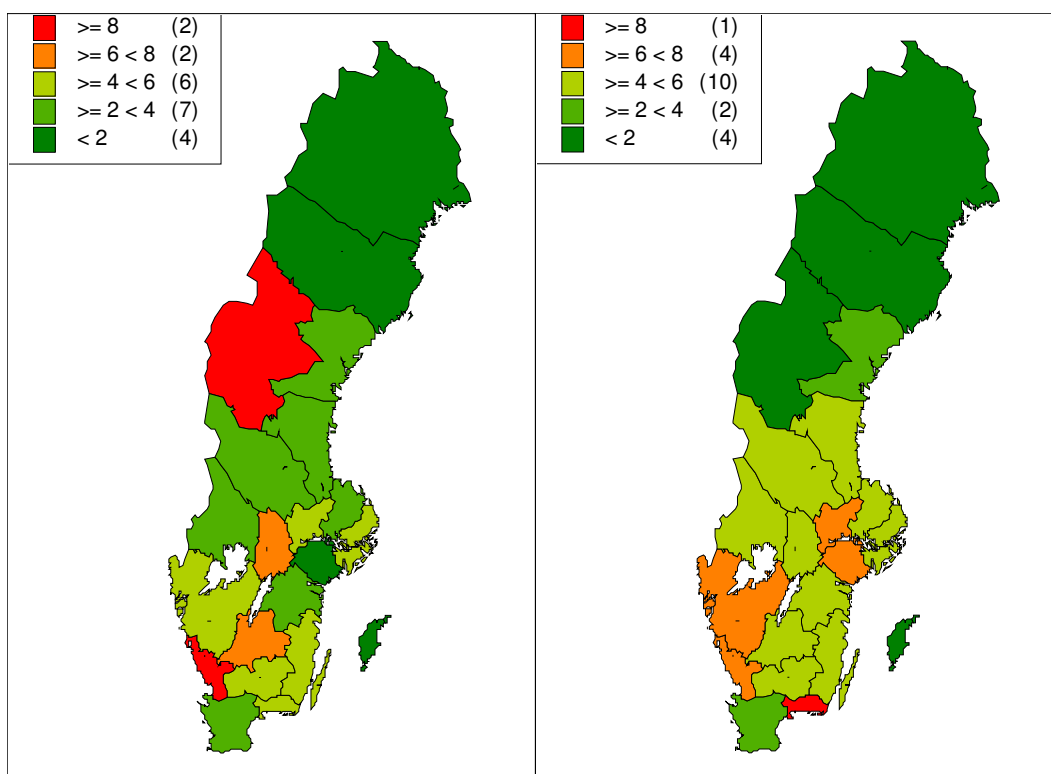 >= 8 (2)
>= 6 < 8 (2)
>= 4 < 6 (6)
>= 2 < 4 (7)
< 2 (4)
>= 8 (1)
>= 6 < 8 (4)
>= 4 < 6 (10)
>= 2 < 4 (2)
< 2 (4)